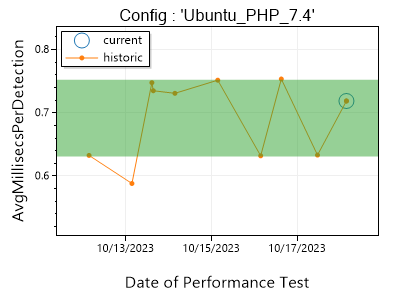 Config : 'Ubuntu_PHP_7.4'
current
historic
AvgMillisecsPerDetection
0.8
0.7
0.6
10/13/2023 10/15/2023 10/17/2023
Date of Performance Test